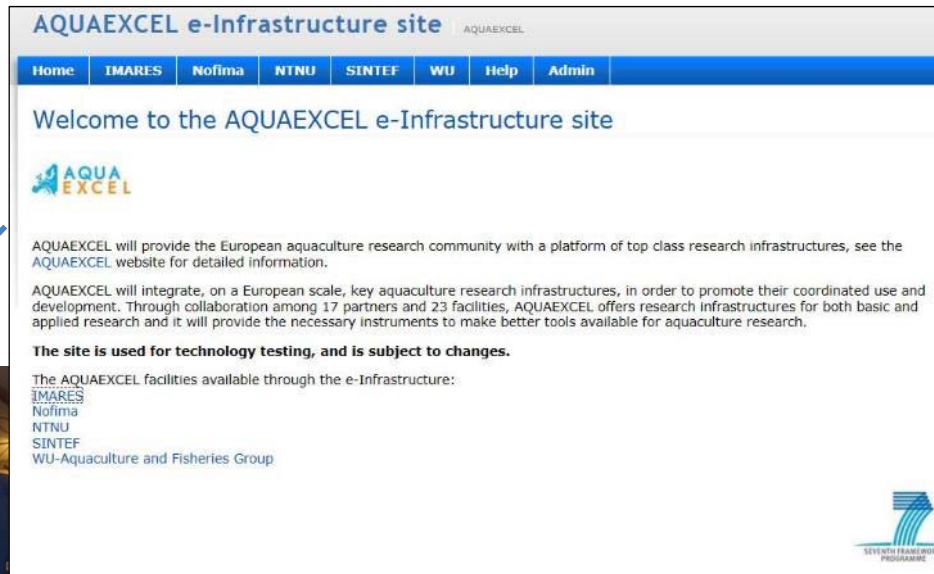 AQUAEXCEL e-Infrastructure site AQUAEXCEL
Home IMARES Nofima NTNU SINTEF WU Help Admin
Welcome to the AQUAEXCEL e-Infrastructure site
AQUA
EXCEL
AQUAEXCEL will provide the European aquaculture research community with a platform of top class research infrastructures, see the
AQUAEXCEL website for detailed information.
AQUAEXCEL will integrate, on a European scale, key aquaculture research infrastructures, in order to promote their coordinated use and
development. Through collaboration among 17 partners and 23 facilities, AQUAEXCEL offers research infrastructures for both basic and
applied research and it will provide the necessary instruments to make better tools available for aquaculture research.
The site is used for technology testing, and is subject to changes.
The AQUAEXCEL facilities available through the e-Infrastructure:
IMARES
Nofima
NTNU
SINTEF
WU-Aquaculture and Fisheries Group
SEVENTH FRAMEWORK
PROGRAMME